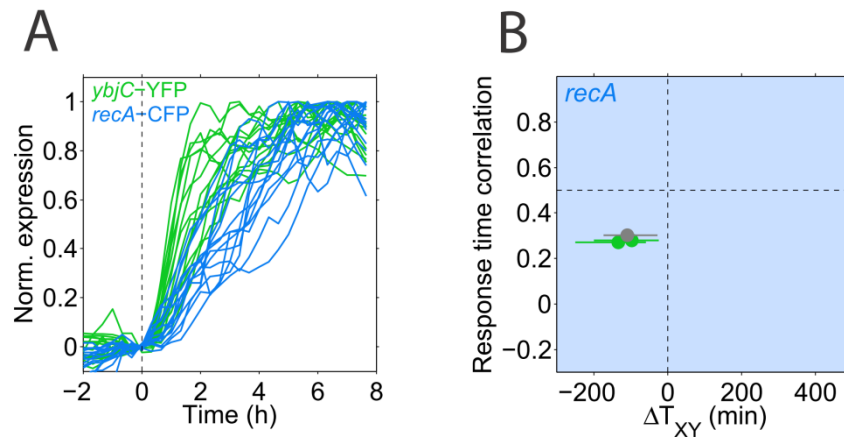 A
ybjC-YFP
recA-CFP
1
0.8
0.6
0.4
0.2
0
Norm. expression
−2
0
2
4
6
8
Time (h)
B
recA
0.8
0.6
0.4
0.2
0
−0.2
Response time correlation
−200
0
200
400
ΔT_XY (min)